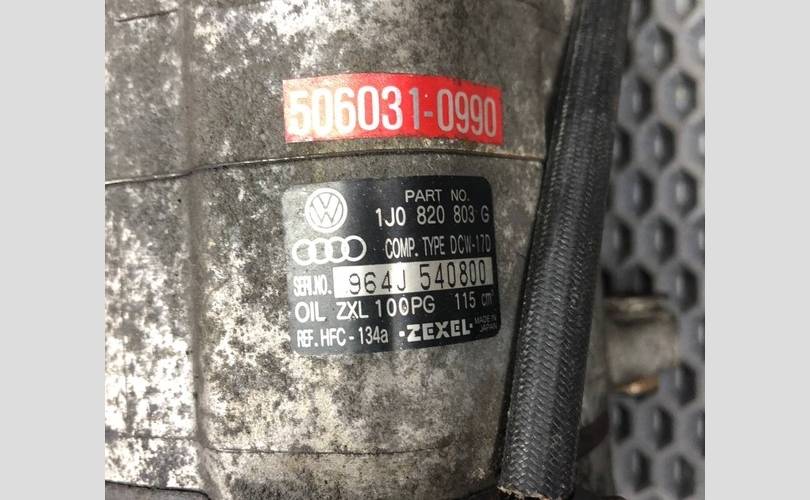 506031-0990
PART NO.
1J0 820 803 G
COMP. TYPE DCW-17D
SERI.NO. 964J 540800
OIL ZXL 100PG 115 cm³
REF. HFC-134a ·ZEXEL· MADE IN JAPAN